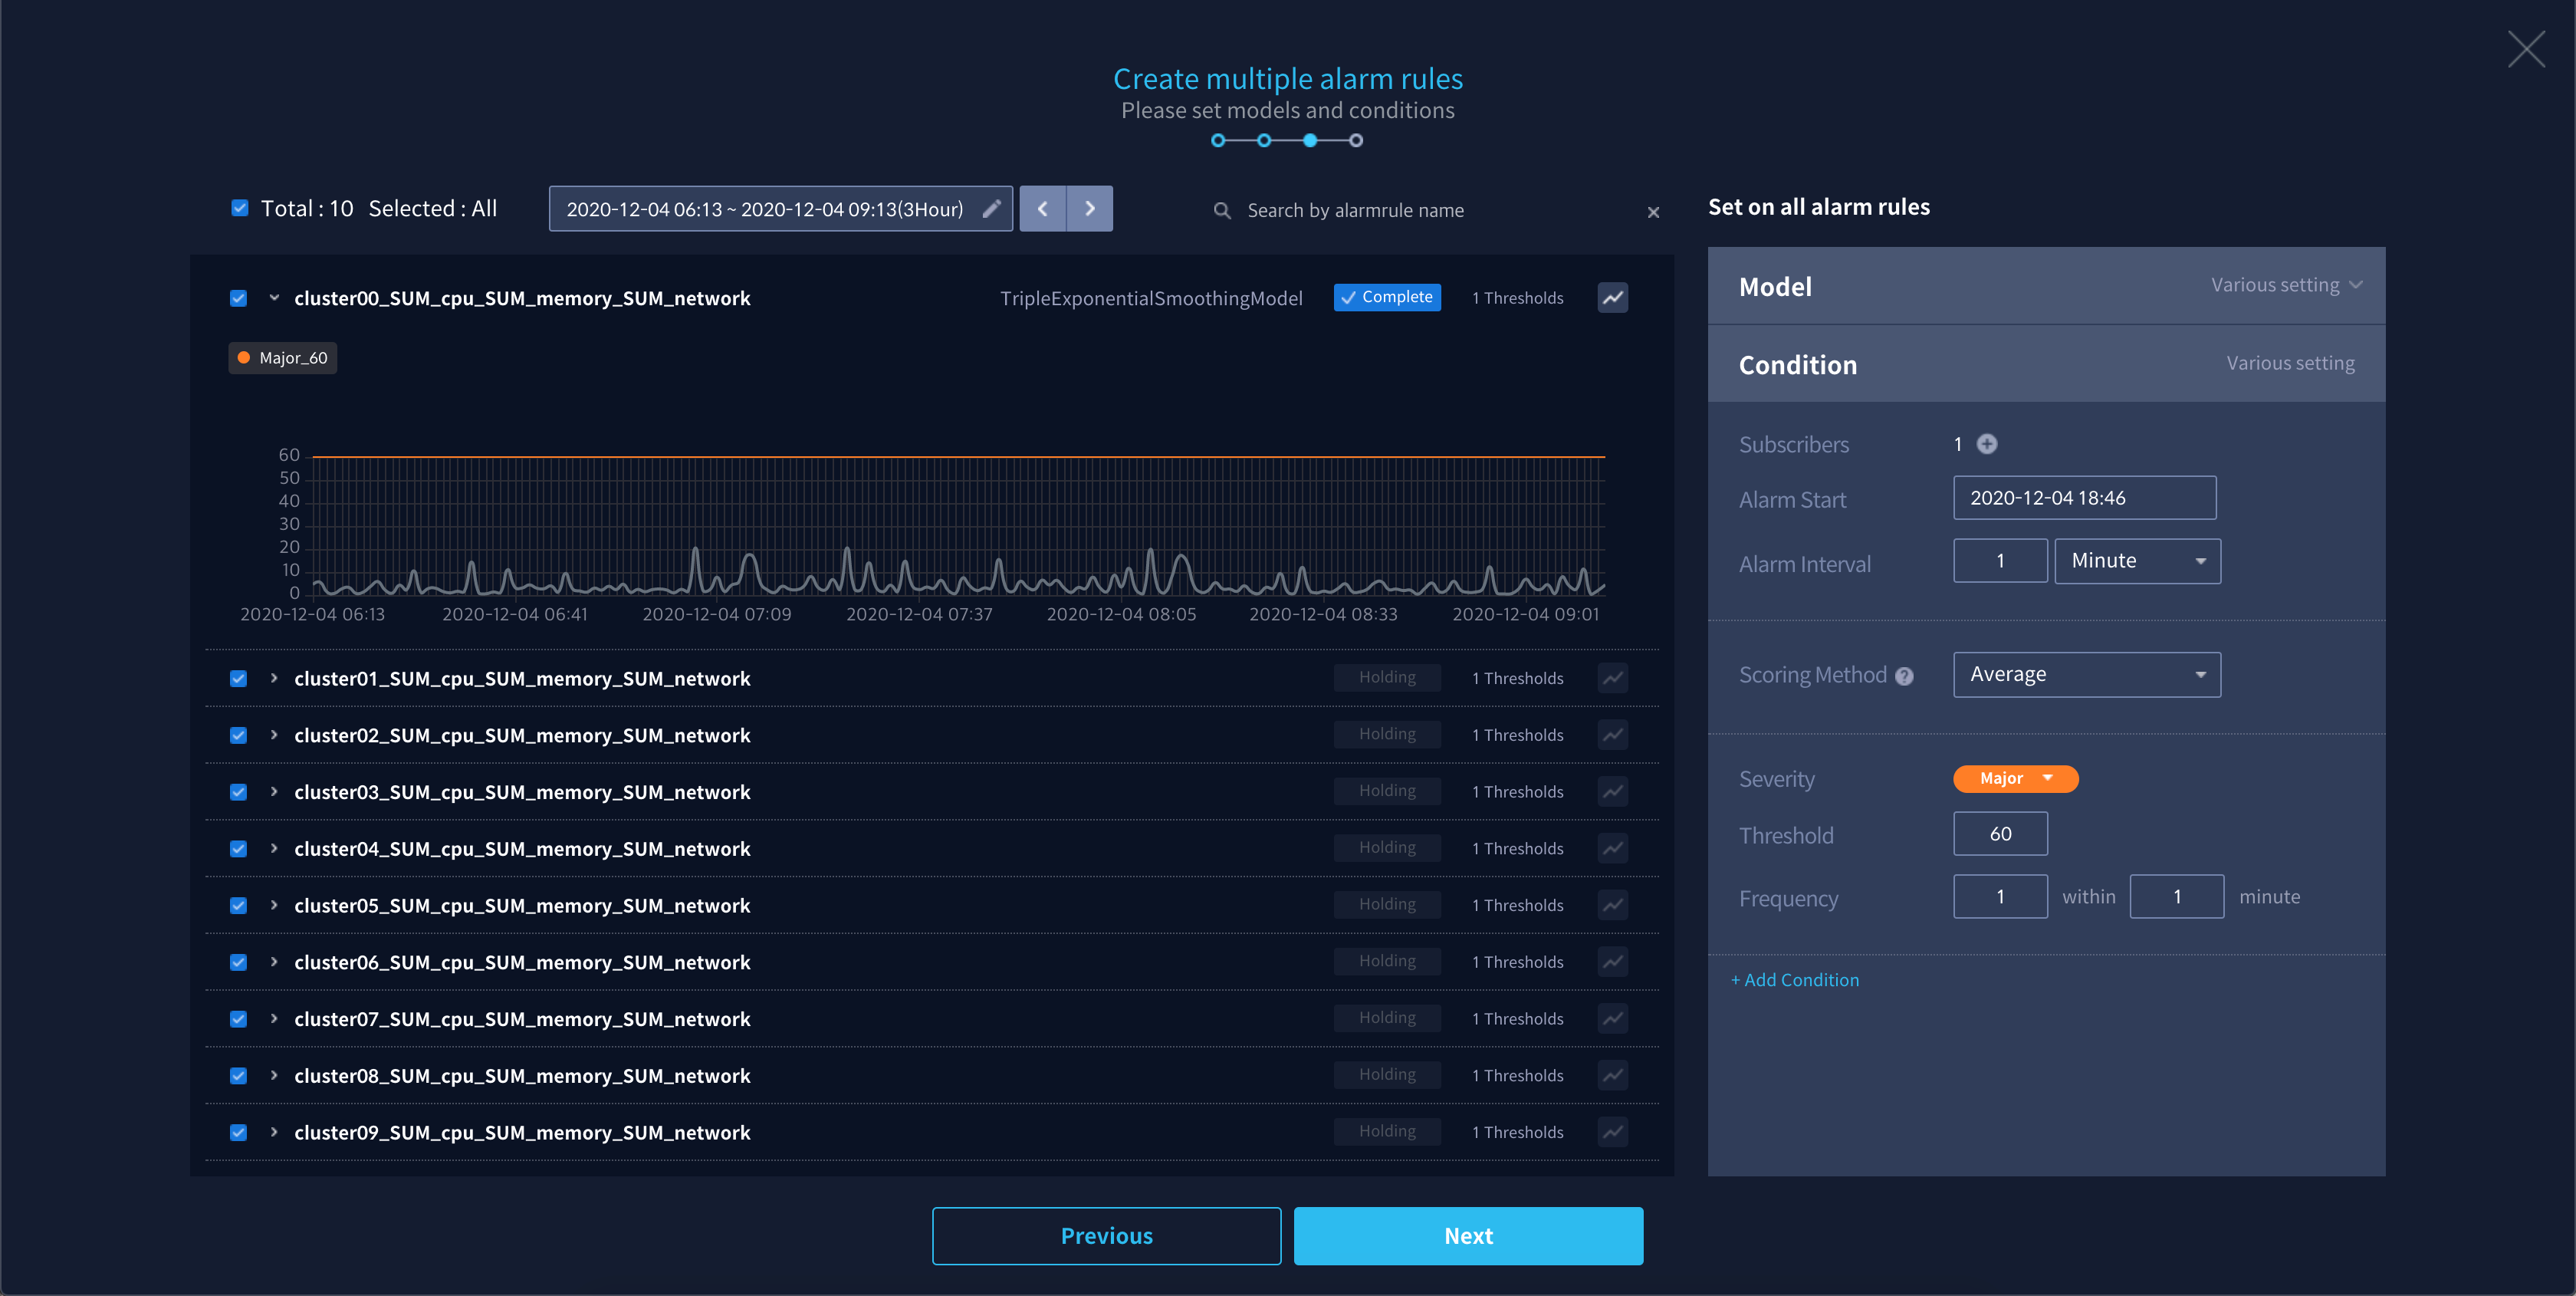 Create multiple alarm rules
Please set models and conditions
Total : 10 Selected : All
2020-12-04 06:13 ~ 2020-12-04 09:13(3Hour)
Search by alarmrule name
cluster00_SUM_cpu_SUM_memory_SUM_network TripleExponentialSmoothingModel Complete 1 Thresholds
Major_60
60
50
40
30
20
10
0
2020-12-04 06:13 2020-12-04 06:41 2020-12-04 07:09 2020-12-04 07:37 2020-12-04 08:05 2020-12-04 08:33 2020-12-04 09:01
cluster01_SUM_cpu_SUM_memory_SUM_network Holding 1 Thresholds
cluster02_SUM_cpu_SUM_memory_SUM_network Holding 1 Thresholds
cluster03_SUM_cpu_SUM_memory_SUM_network Holding 1 Thresholds
cluster04_SUM_cpu_SUM_memory_SUM_network Holding 1 Thresholds
cluster05_SUM_cpu_SUM_memory_SUM_network Holding 1 Thresholds
cluster06_SUM_cpu_SUM_memory_SUM_network Holding 1 Thresholds
cluster07_SUM_cpu_SUM_memory_SUM_network Holding 1 Thresholds
cluster08_SUM_cpu_SUM_memory_SUM_network Holding 1 Thresholds
cluster09_SUM_cpu_SUM_memory_SUM_network Holding 1 Thresholds
Set on all alarm rules
Model Various setting
Condition Various setting
Subscribers 1
Alarm Start 2020-12-04 18:46
Alarm Interval 1 Minute
Scoring Method ? Average
Severity Major
Threshold 60
Frequency 1 within 1 minute
+ Add Condition
Previous Next